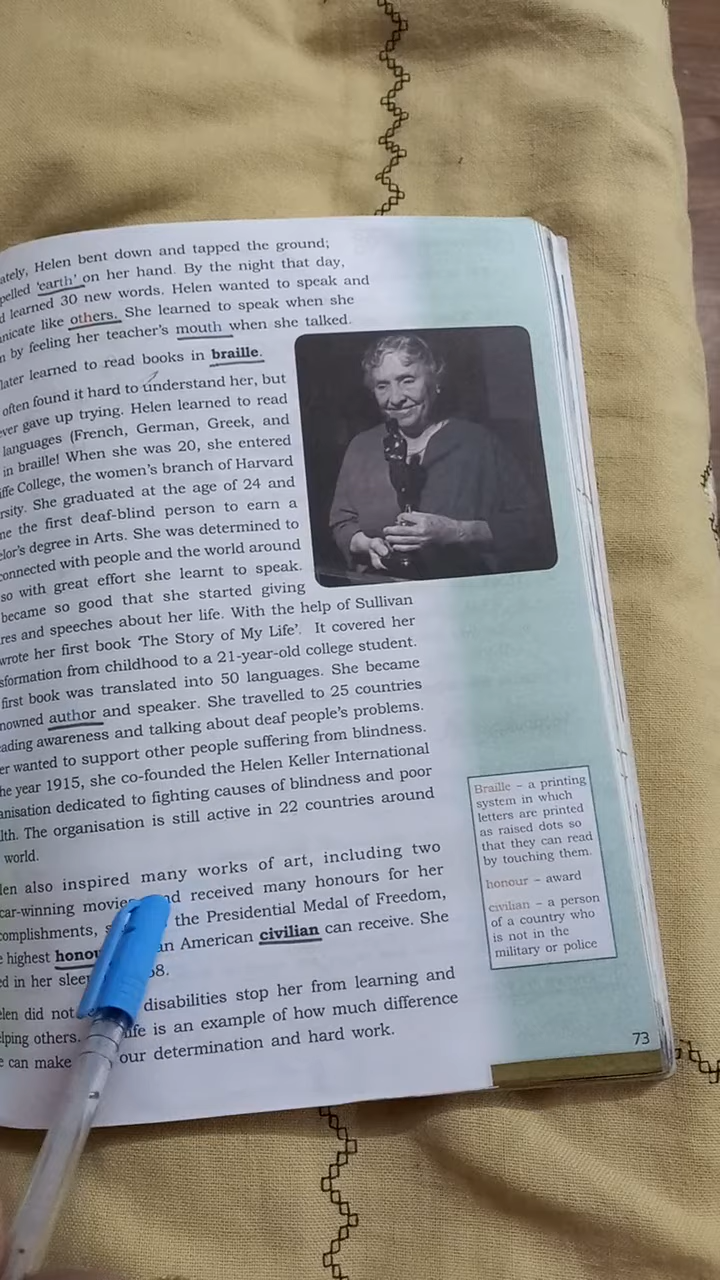 ately, Helen bent down and tapped the ground;
pelled 'earth' on her hand. By the night that day,
d learned 30 new words. Helen wanted to speak and
nicate like others. She learned to speak when she
n by feeling her teacher's mouth when she talked.
later learned to read books in braille.
often found it hard to understand her, but
ever gave up trying. Helen learned to read
languages (French, German, Greek, and
in braille! When she was 20, she entered
iffe College, the women's branch of Harvard
rsity. She graduated at the age of 24 and
me the first deaf-blind person to earn a
elor's degree in Arts. She was determined to
connected with people and the world around
so with great effort she learnt to speak.
became so good that she started giving
res and speeches about her life. With the help of Sullivan
wrote her first book 'The Story of My Life'. It covered her
sformation from childhood to a 21-year-old college student.
first book was translated into 50 languages. She became
nowned author and speaker. She travelled to 25 countries
ading awareness and talking about deaf people's problems.
er wanted to support other people suffering from blindness.
he year 1915, she co-founded the Helen Keller International
anisation dedicated to fighting causes of blindness and poor
lth. The organisation is still active in 22 countries around
world.
len also inspired many works of art, including two
car-winning movies and received many honours for her
complishments, the Presidential Medal of Freedom,
e highest honou an American civilian can receive. She
ed in her sleep 68.
elen did not disabilities stop her from learning and
elping others. life is an example of how much difference
e can make our determination and hard work.
Braille – a printing
system in which
letters are printed
as raised dots so
that they can read
by touching them.
honour – award
civilian – a person
of a country who
is not in the
military or police
73